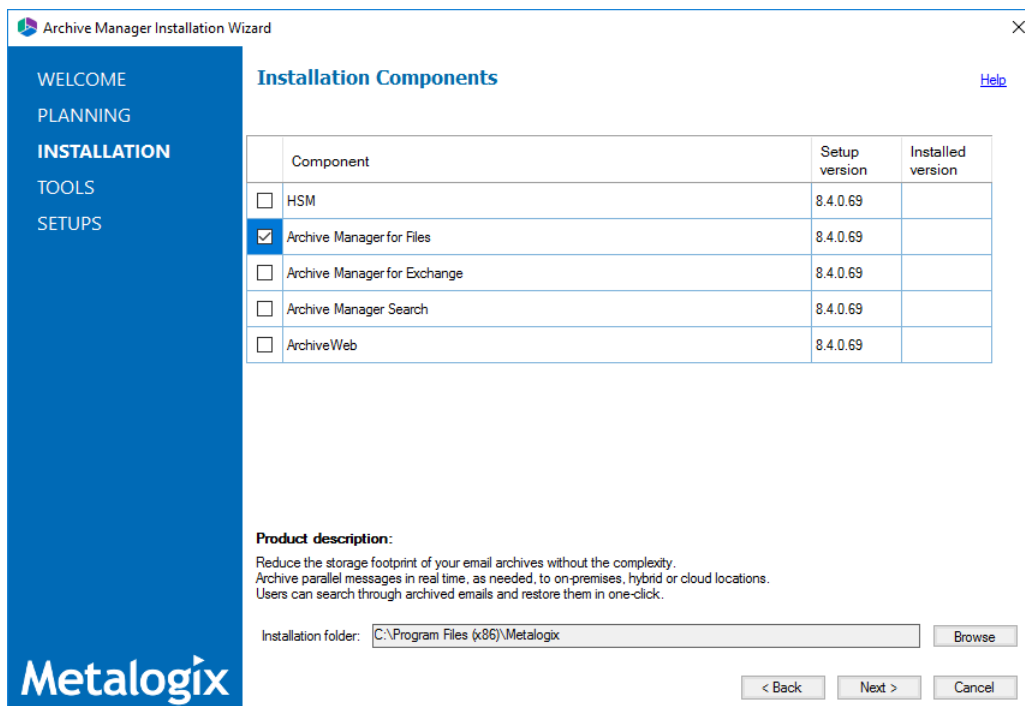 Archive Manager Installation Wizard
WELCOME
PLANNING
INSTALLATION
TOOLS
SETUPS
Installation Components
Help
Component Setup version Installed version
HSM 8.4.0.69
Archive Manager for Files 8.4.0.69
Archive Manager for Exchange 8.4.0.69
Archive Manager Search 8.4.0.69
ArchiveWeb 8.4.0.69
Product description:
Reduce the storage footprint of your email archives without the complexity.
Archive parallel messages in real time, as needed, to on-premises, hybrid or cloud locations.
Users can search through archived emails and restore them in one-click.
Installation folder: C:\Program Files (x86)\Metalogix Browse
Metalogix
< Back Next > Cancel